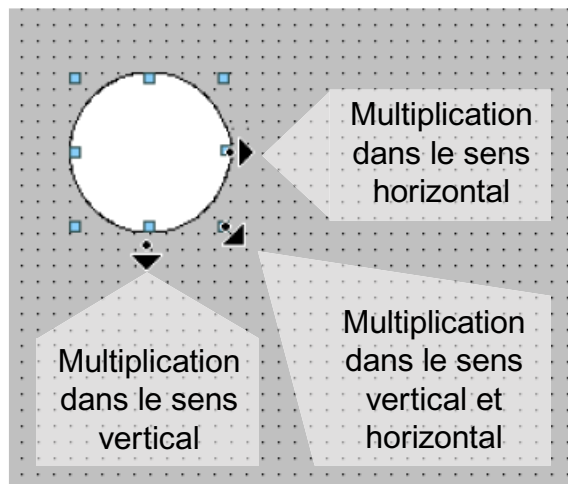 Multiplication
dans le sens
horizontal
Multiplication
dans le sens
vertical
Multiplication
dans le sens
vertical et
horizontal